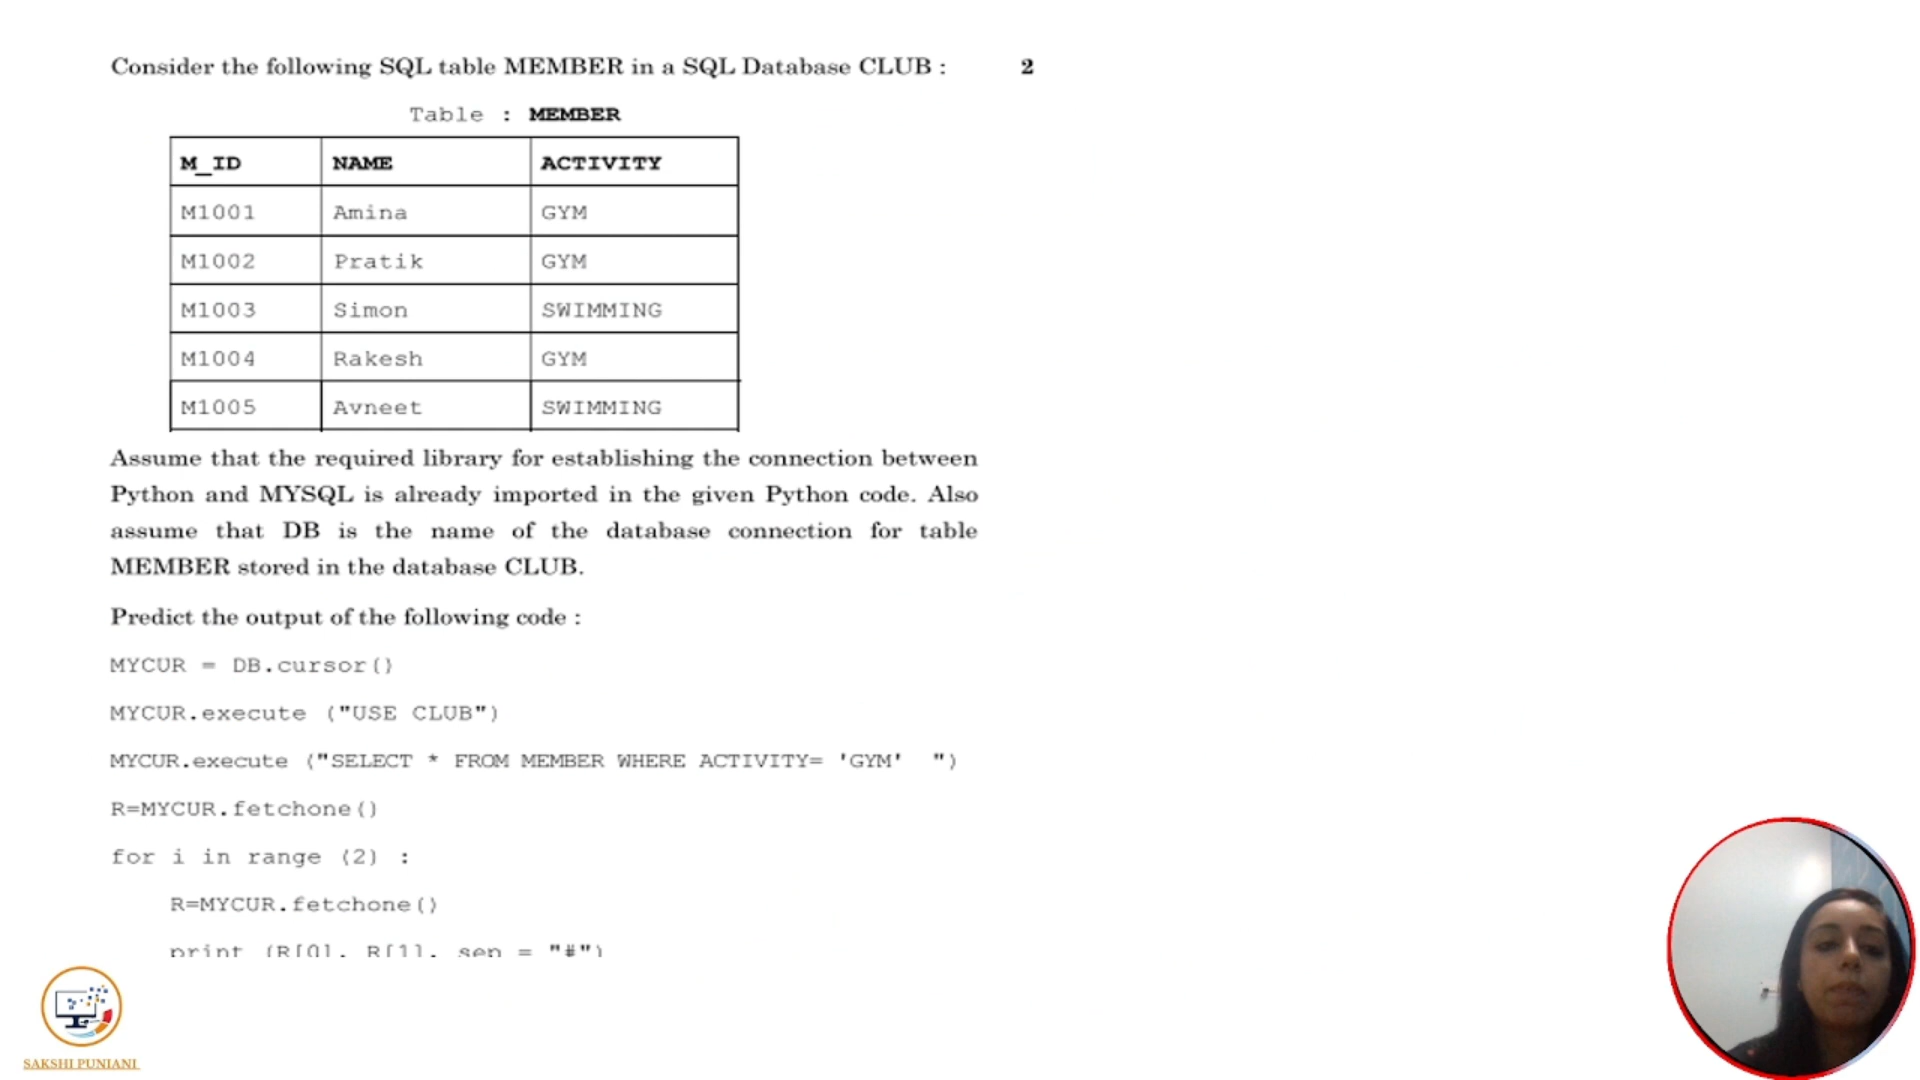 Consider the following SQL table MEMBER in a SQL Database CLUB : 2
Table : MEMBER
M_ID NAME ACTIVITY
M1001 Amina GYM
M1002 Pratik GYM
M1003 Simon SWIMMING
M1004 Rakesh GYM
M1005 Avneet SWIMMING
Assume that the required library for establishing the connection between
Python and MYSQL is already imported in the given Python code. Also
assume that DB is the name of the database connection for table
MEMBER stored in the database CLUB.
Predict the output of the following code :
MYCUR = DB.cursor()
MYCUR.execute ("USE CLUB")
MYCUR.execute ("SELECT * FROM MEMBER WHERE ACTIVITY= 'GYM' ")
R=MYCUR.fetchone()
for i in range (2) :
R=MYCUR.fetchone()
print (R[0], R[1], sep = "#")
SAKSHI PUNIANI